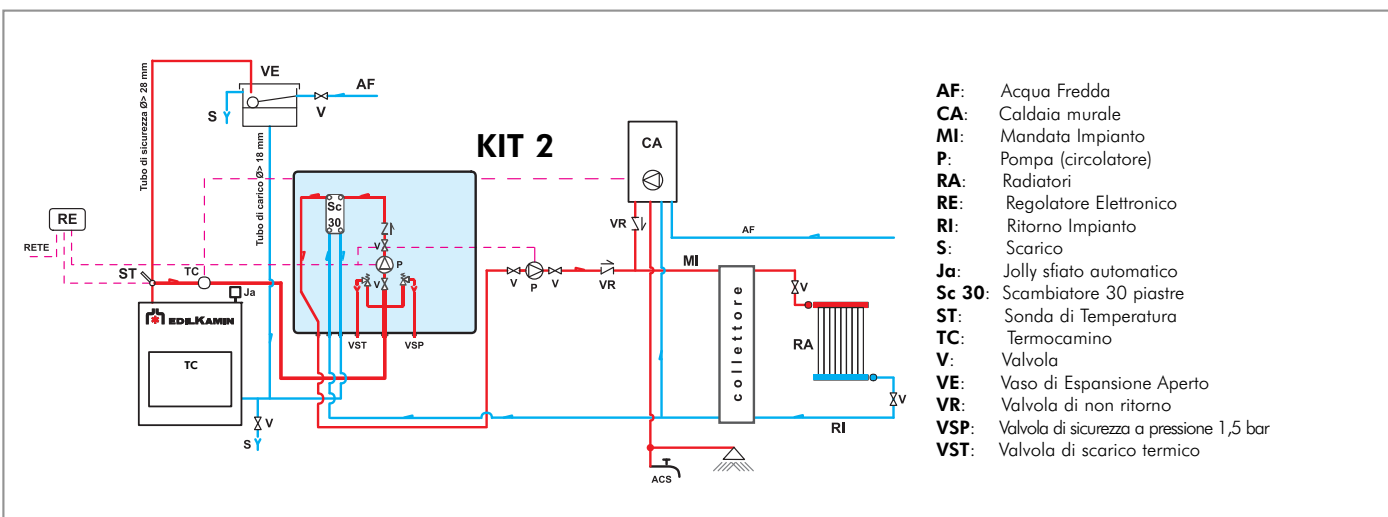 VE
AF
Tubo di sicurezza Ø> 28 mm
S
V
Tubo di carico Ø> 18 mm
KIT 2
CA
Sc
30
RE
RETE
ST
TC
Ja
EDILKAMIN
TC
V
P
V
VST
VSP
V
P
V
VR
VR
AF
MI
collettore
V
RA
V
RI
V
S
ACS
AF: Acqua Fredda
CA: Caldaia murale
MI: Mandata Impianto
P: Pompa (circolatore)
RA: Radiatori
RE: Regolatore Elettronico
RI: Ritorno Impianto
S: Scarico
Ja: Jolly sfiato automatico
Sc 30: Scambiatore 30 piastre
ST: Sonda di Temperatura
TC: Termocamino
V: Valvola
VE: Vaso di Espansione Aperto
VR: Valvola di non ritorno
VSP: Valvola di sicurezza a pressione 1,5 bar
VST: Valvola di scarico termico